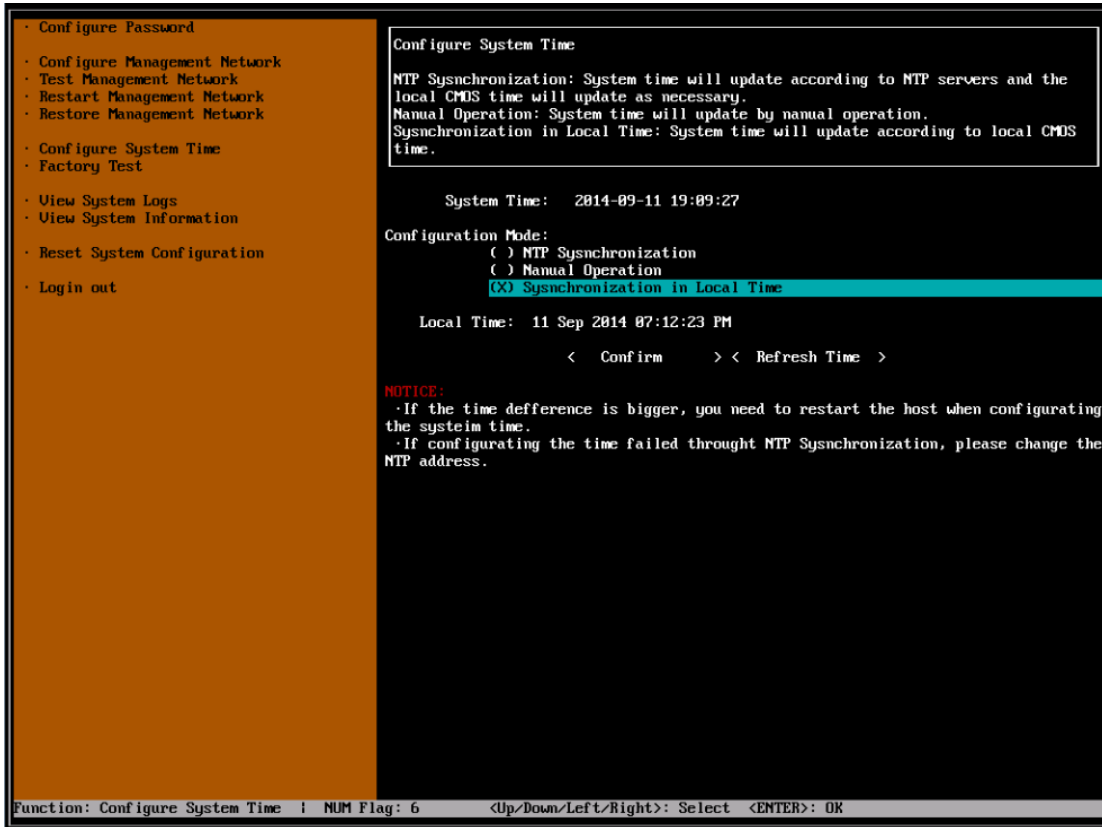 · Configure Password
· Configure Management Network
· Test Management Network
· Restart Management Network
· Restore Management Network
· Configure System Time
· Factory Test
· View System Logs
· View System Information
· Reset System Configuration
· Login out
Configure System Time
NTP Sysnchronization: System time will update according to NTP servers and the
local CMOS time will update as necessary.
Nanual Operation: System time will update by manual operation.
Sysnchronization in Local Time: System time will update according to local CMOS
time.
System Time: 2014-09-11 19:09:27
Configuration Mode:
( ) NTP Sysnchronization
( ) Nanual Operation
(X) Sysnchronization in Local Time
Local Time: 11 Sep 2014 07:12:23 PM
< Confirm > < Refresh Time >
NOTICE:
·If the time defference is bigger, you need to restart the host when configurating
the systeim time.
·If configurating the time failed throught NTP Sysnchronization, please change the
NTP address.
Function: Configure System Time ¦ NUM Flag: 6 <Up/Down/Left/Right>: Select <ENTER>: OK